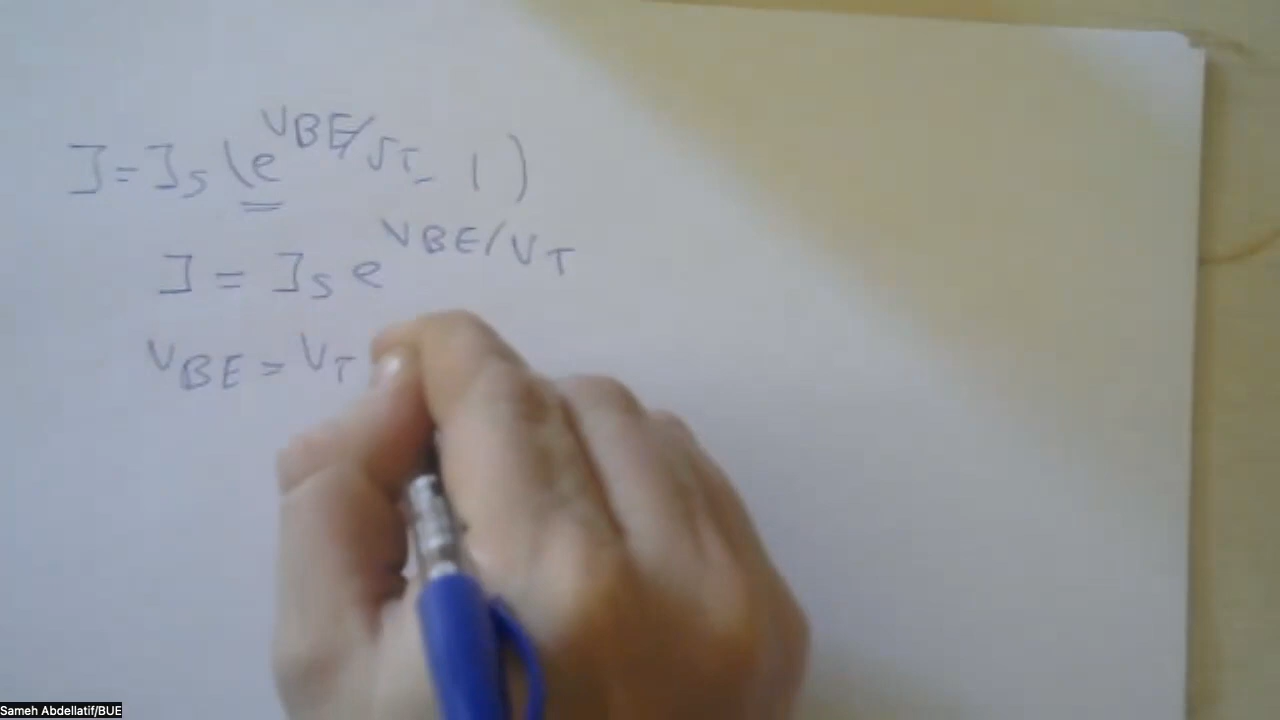 I = Is (e^VBE/VT - 1)
I = Is e^VBE/VT
VBE = VT
Sameh Abdellatif/BUE